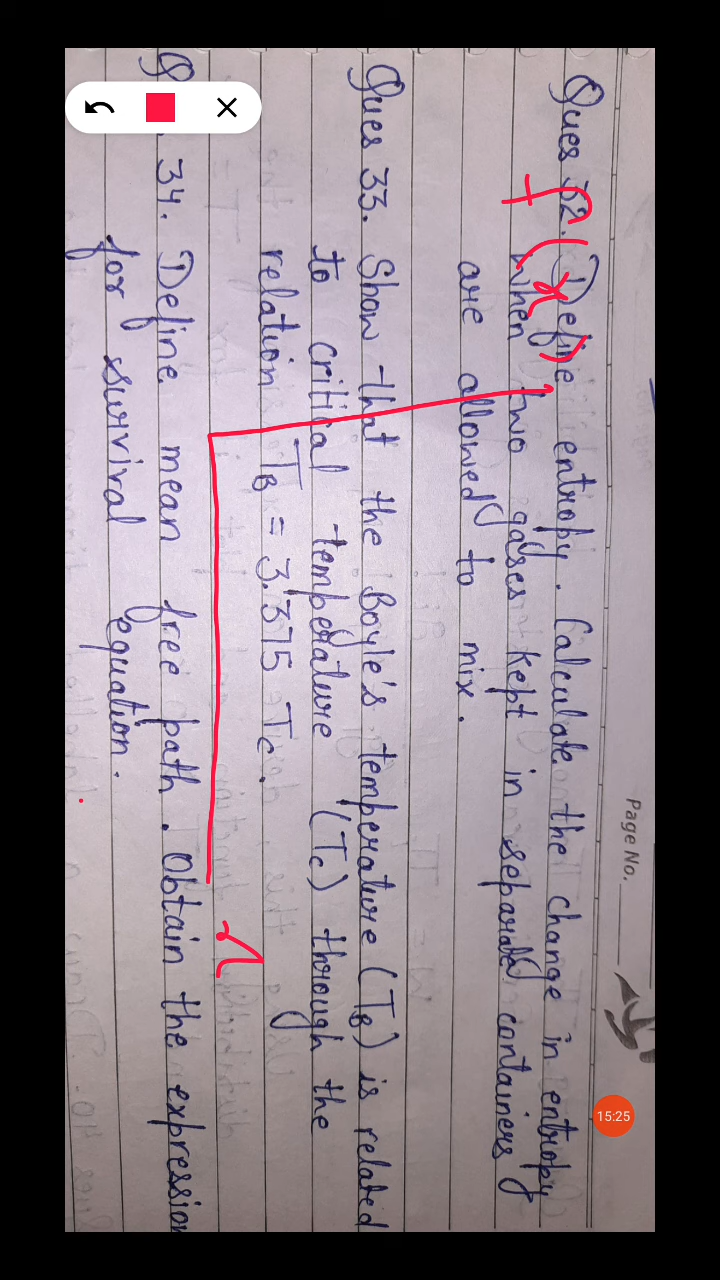 Page No.
Ques 32. Define entropy. Calculate the change in entropy
when two gases kept in separate containers
are allowed to mix.
Ques 33. Show that the Boyle's temperature (TB) is related
to critical temperature (Tc) through the
relation TB = 3.375 Tc.
34. Define mean free path. Obtain the expression
for survival equation.
f(x)
r
15:25